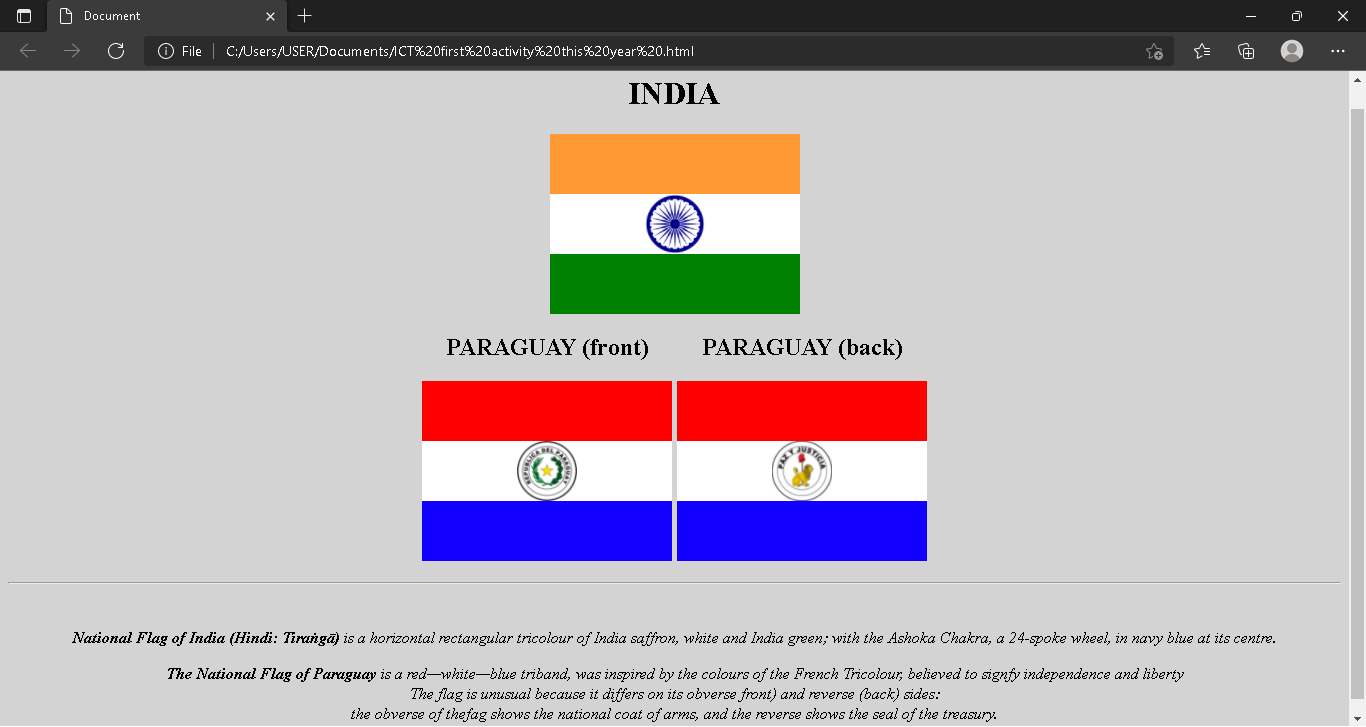 Document
File
C:/Users/USER/Documents/ICT%20first%20activity%20this%20year%20.html
INDIA
PARAGUAY (front) PARAGUAY (back)
REPUBLICA DEL PARAGUAY
PAZ Y JUSTICIA
National Flag of India (Hindi: Tiraṅgā) is a horizontal rectangular tricolour of India saffron, white and India green; with the Ashoka Chakra, a 24-spoke wheel, in navy blue at its centre.
The National Flag of Paraguay is a red—white—blue triband, was inspired by the colours of the French Tricolour, believed to signfy independence and liberty
The flag is unusual because it differs on its obverse front) and reverse (back) sides:
the obverse of thefag shows the national coat of arms, and the reverse shows the seal of the treasury.